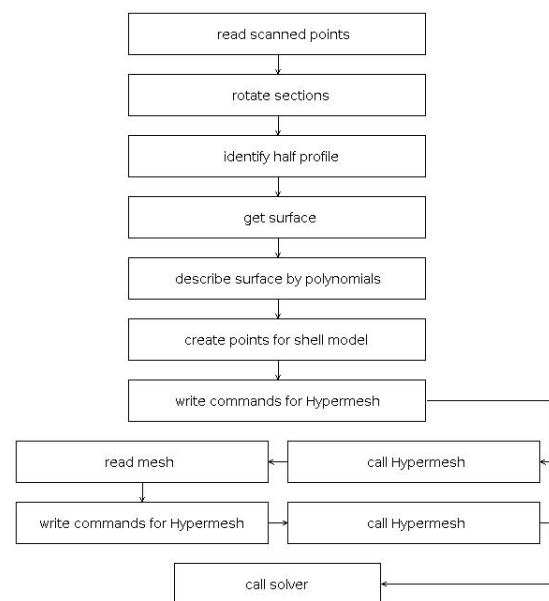 read scanned points
rotate sections
identify half profile
get surface
describe surface by polynomials
create points for shell model
write commands for Hypermesh
read mesh
call Hypermesh
write commands for Hypermesh
call Hypermesh
call solver